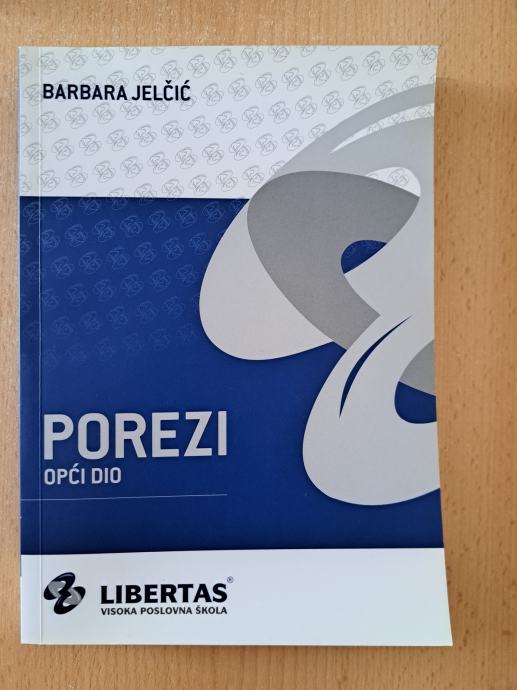 BARBARA JELČIĆ
POREZI
OPĆI DIO
LIBERTAS®
VISOKA POSLOVNA ŠKOLA